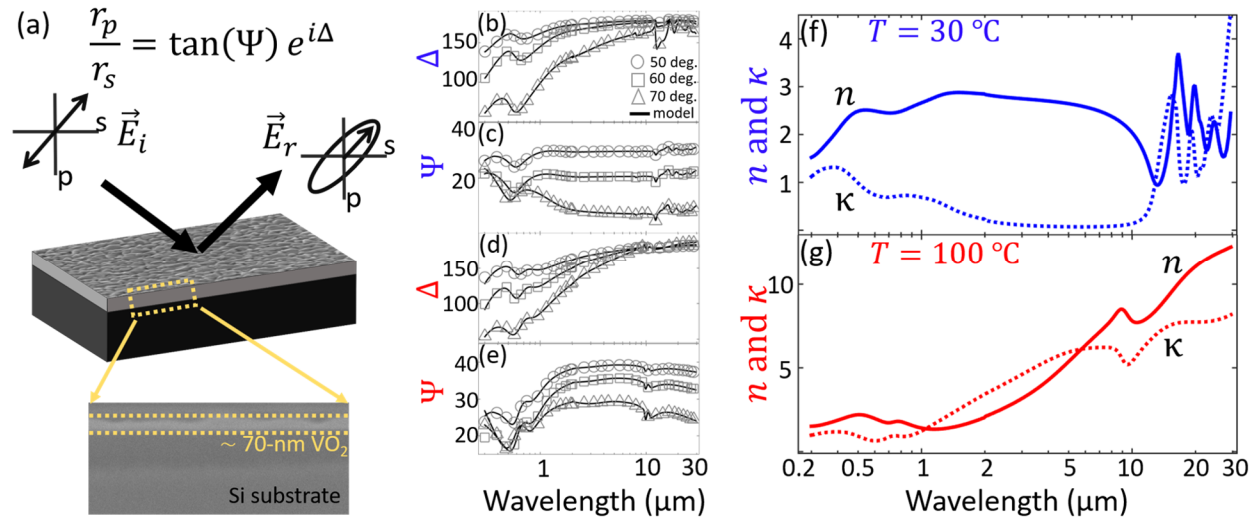 (a)
r_p/r_s = tan(Ψ) e^{iΔ}
s
p
E⃗_i
E⃗_r
s
p
~ 70-nm VO₂
Si substrate
(b)
Δ
150
100
50 deg.
60 deg.
70 deg.
model
(c)
Ψ
40
20
(d)
Δ
150
100
(e)
Ψ
40
30
20
1
10
30
Wavelength (μm)
(f)
T = 30 °C
n and κ
4
3
2
1
n
κ
(g)
T = 100 °C
n and κ
10
5
n
κ
0.2
0.5
1
2
5
10
20
30
Wavelength (μm)